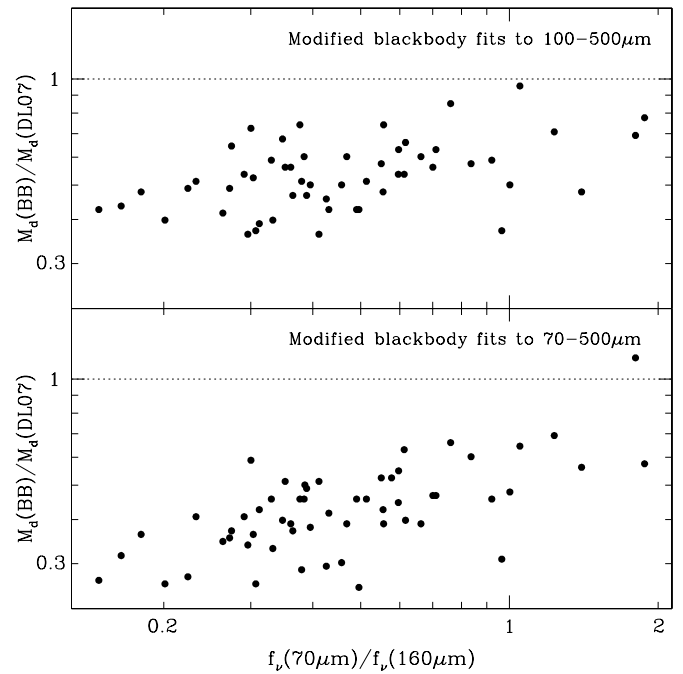 Modified blackbody fits to 100−500μm
1
M_d(BB)/M_d(DL07)
0.3
Modified blackbody fits to 70−500μm
1
M_d(BB)/M_d(DL07)
0.3
0.2
1
2
f_ν(70μm)/f_ν(160μm)